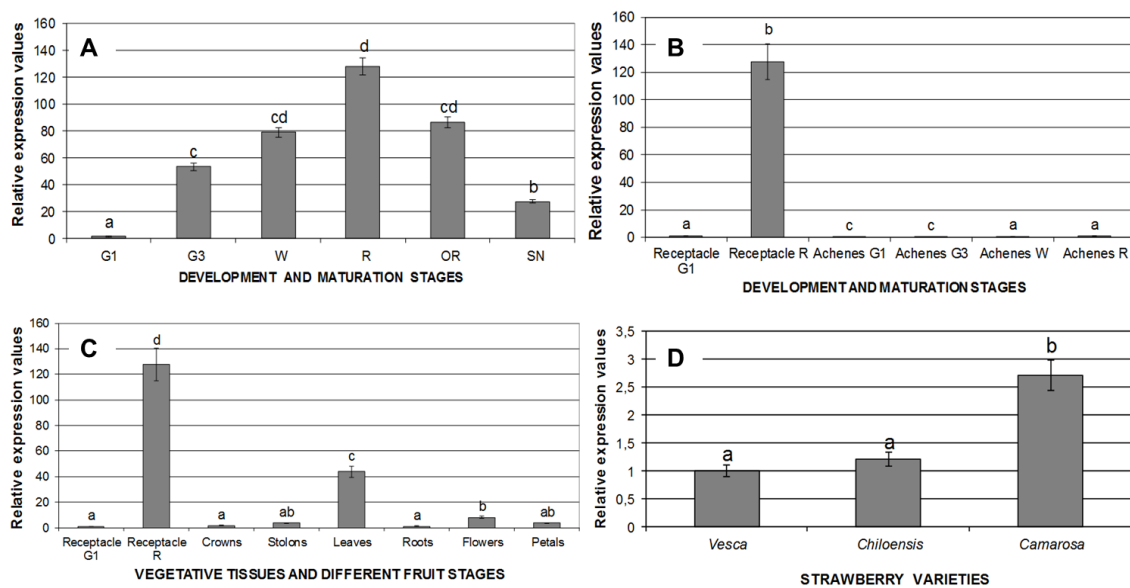 A
Relative expression values
160
140
120
100
80
60
40
20
0
a
c
cd
d
cd
b
G1 G3 W R OR SN
DEVELOPMENT AND MATURATION STAGES
B
Relative expression values
160
140
120
100
80
60
40
20
0
a
b
c
c
a
a
Receptacle Receptacle R Achenes G1 Achenes G3 Achenes W Achenes R
G1
DEVELOPMENT AND MATURATION STAGES
C
Relative expression values
160
140
120
100
80
60
40
20
0
a
d
a
ab
c
a
b
ab
Receptacle Receptacle Crowns Stolons Leaves Roots Flowers Petals
G1 R
VEGETATIVE TISSUES AND DIFFERENT FRUIT STAGES
D
Relative expression values
3,5
3
2,5
2
1,5
1
0,5
0
a
a
b
Vesca Chiloensis Camarosa
STRAWBERRY VARIETIES